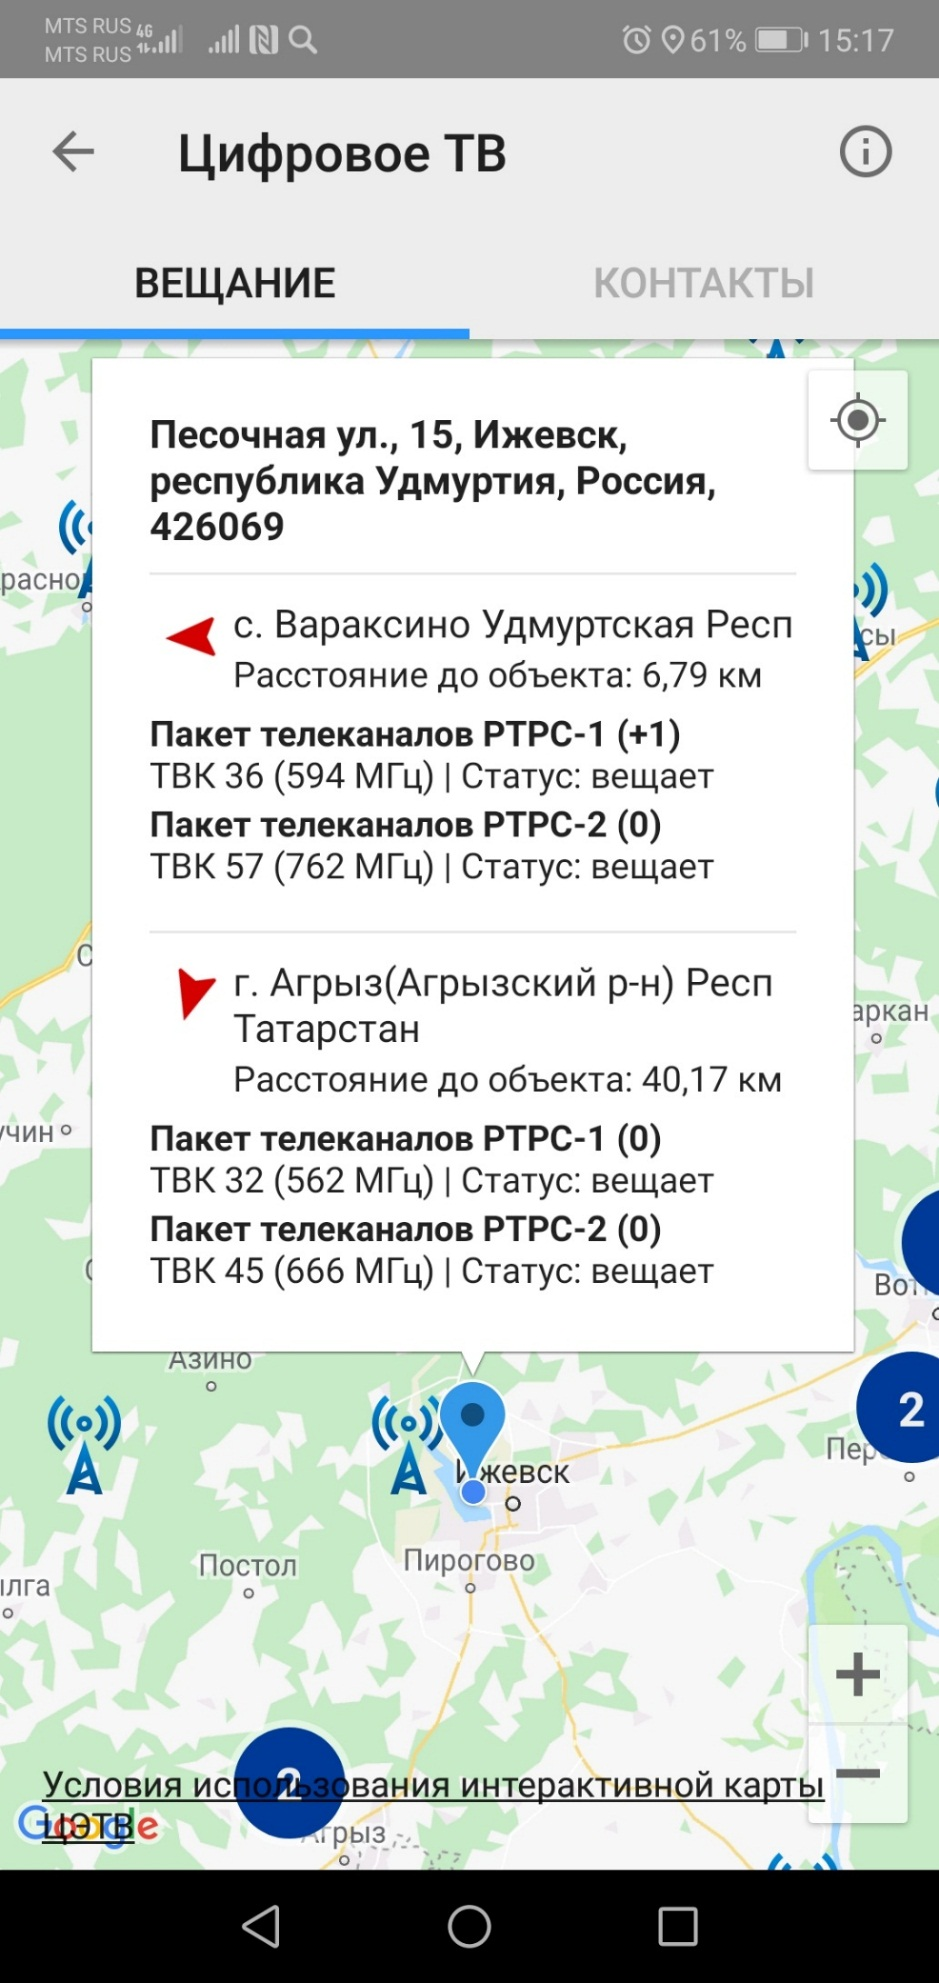 MTS RUS 4G
MTS RUS
61% 15:17
Цифровое ТВ
ВЕЩАНИЕ
КОНТАКТЫ
Песочная ул., 15, Ижевск,
республика Удмуртия, Россия,
426069
с. Вараксино Удмуртская Респ
Расстояние до объекта: 6,79 км
Пакет телеканалов РТРС-1 (+1)
ТВК 36 (594 МГц) | Статус: вещает
Пакет телеканалов РТРС-2 (0)
ТВК 57 (762 МГц) | Статус: вещает
г. Агрыз(Агрызский р-н) Респ
Татарстан
Расстояние до объекта: 40,17 км
Пакет телеканалов РТРС-1 (0)
ТВК 32 (562 МГц) | Статус: вещает
Пакет телеканалов РТРС-2 (0)
ТВК 45 (666 МГц) | Статус: вещает
Азино
2
Ижевск
Постол
Пирогово
2
Условия использования интерактивной карты
ЦЭТВ
Google
Агрыз